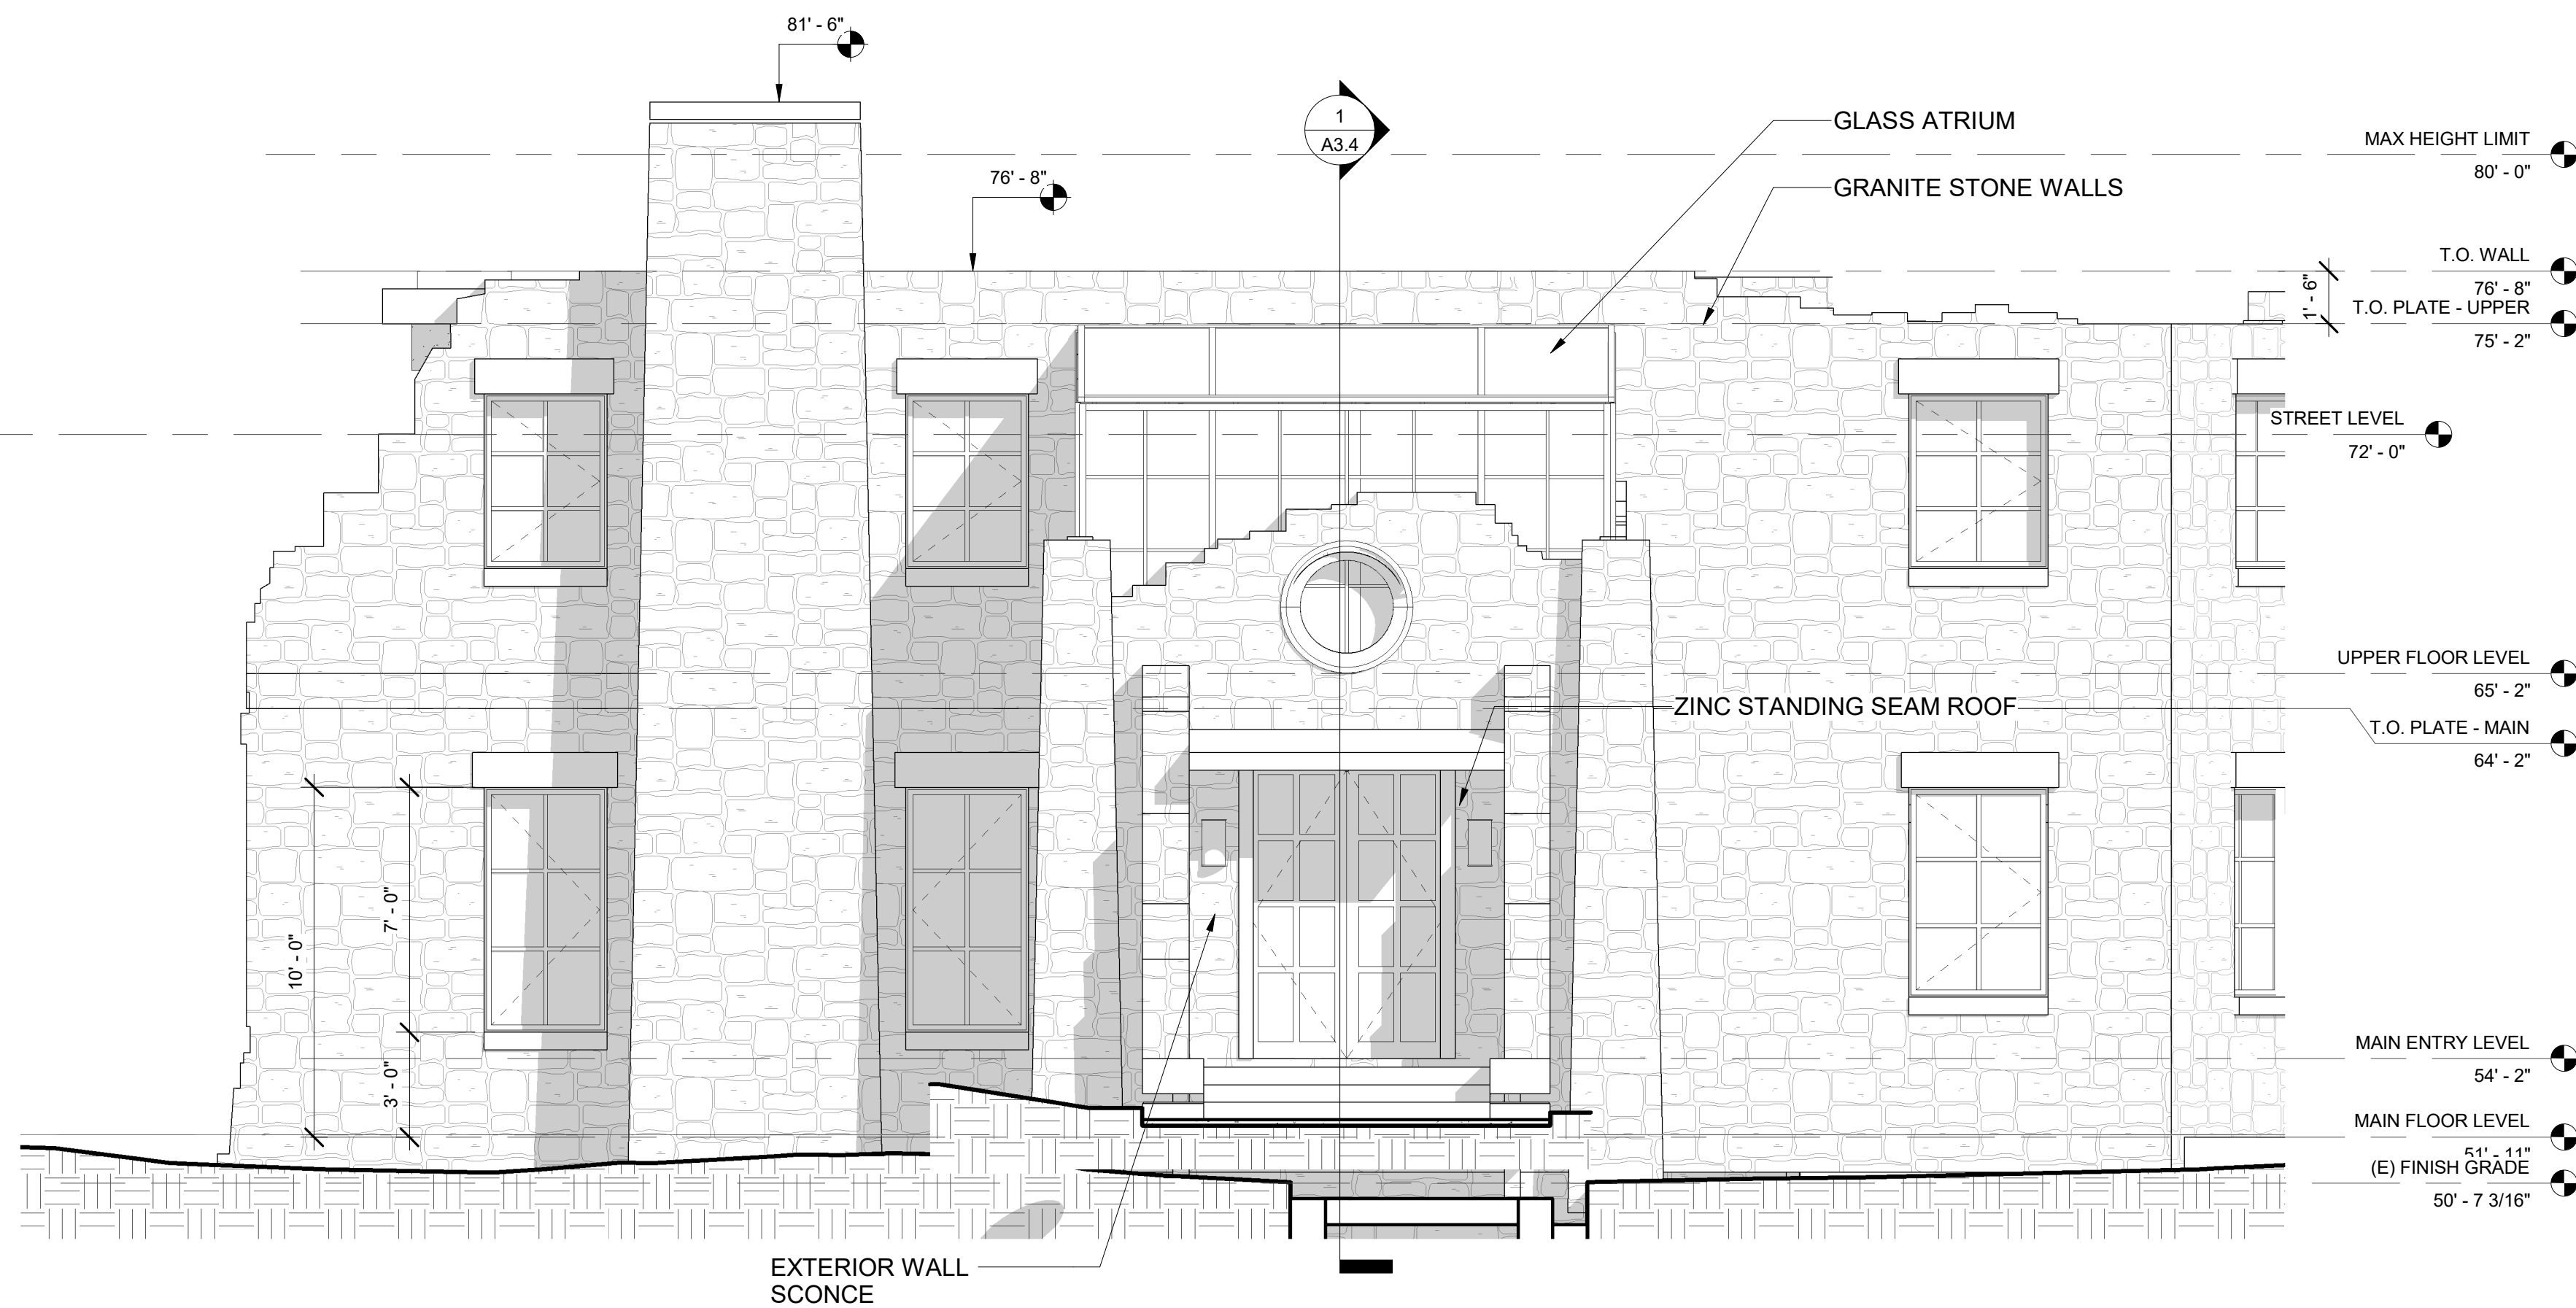 81' - 6"
1
A3.4
GLASS ATRIUM
MAX HEIGHT LIMIT
80' - 0"
76' - 8"
GRANITE STONE WALLS
T.O. WALL
76' - 8"
1' - 6"
T.O. PLATE - UPPER
75' - 2"
STREET LEVEL
72' - 0"
UPPER FLOOR LEVEL
65' - 2"
ZINC STANDING SEAM ROOF
T.O. PLATE - MAIN
64' - 2"
10' - 0"
7' - 0"
3' - 0"
MAIN ENTRY LEVEL
54' - 2"
MAIN FLOOR LEVEL
51' - 11"
(E) FINISH GRADE
50' - 7 3/16"
EXTERIOR WALL
SCONCE